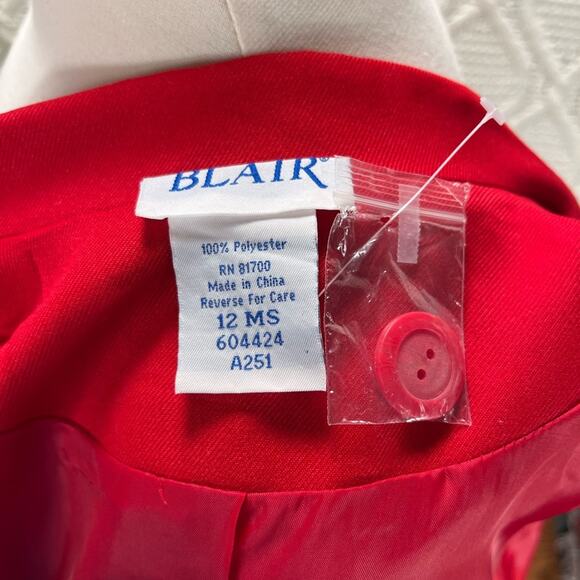 BLAIR®
100% Polyester
RN 81700
Made in China
Reverse For Care
12 MS
604424
A251